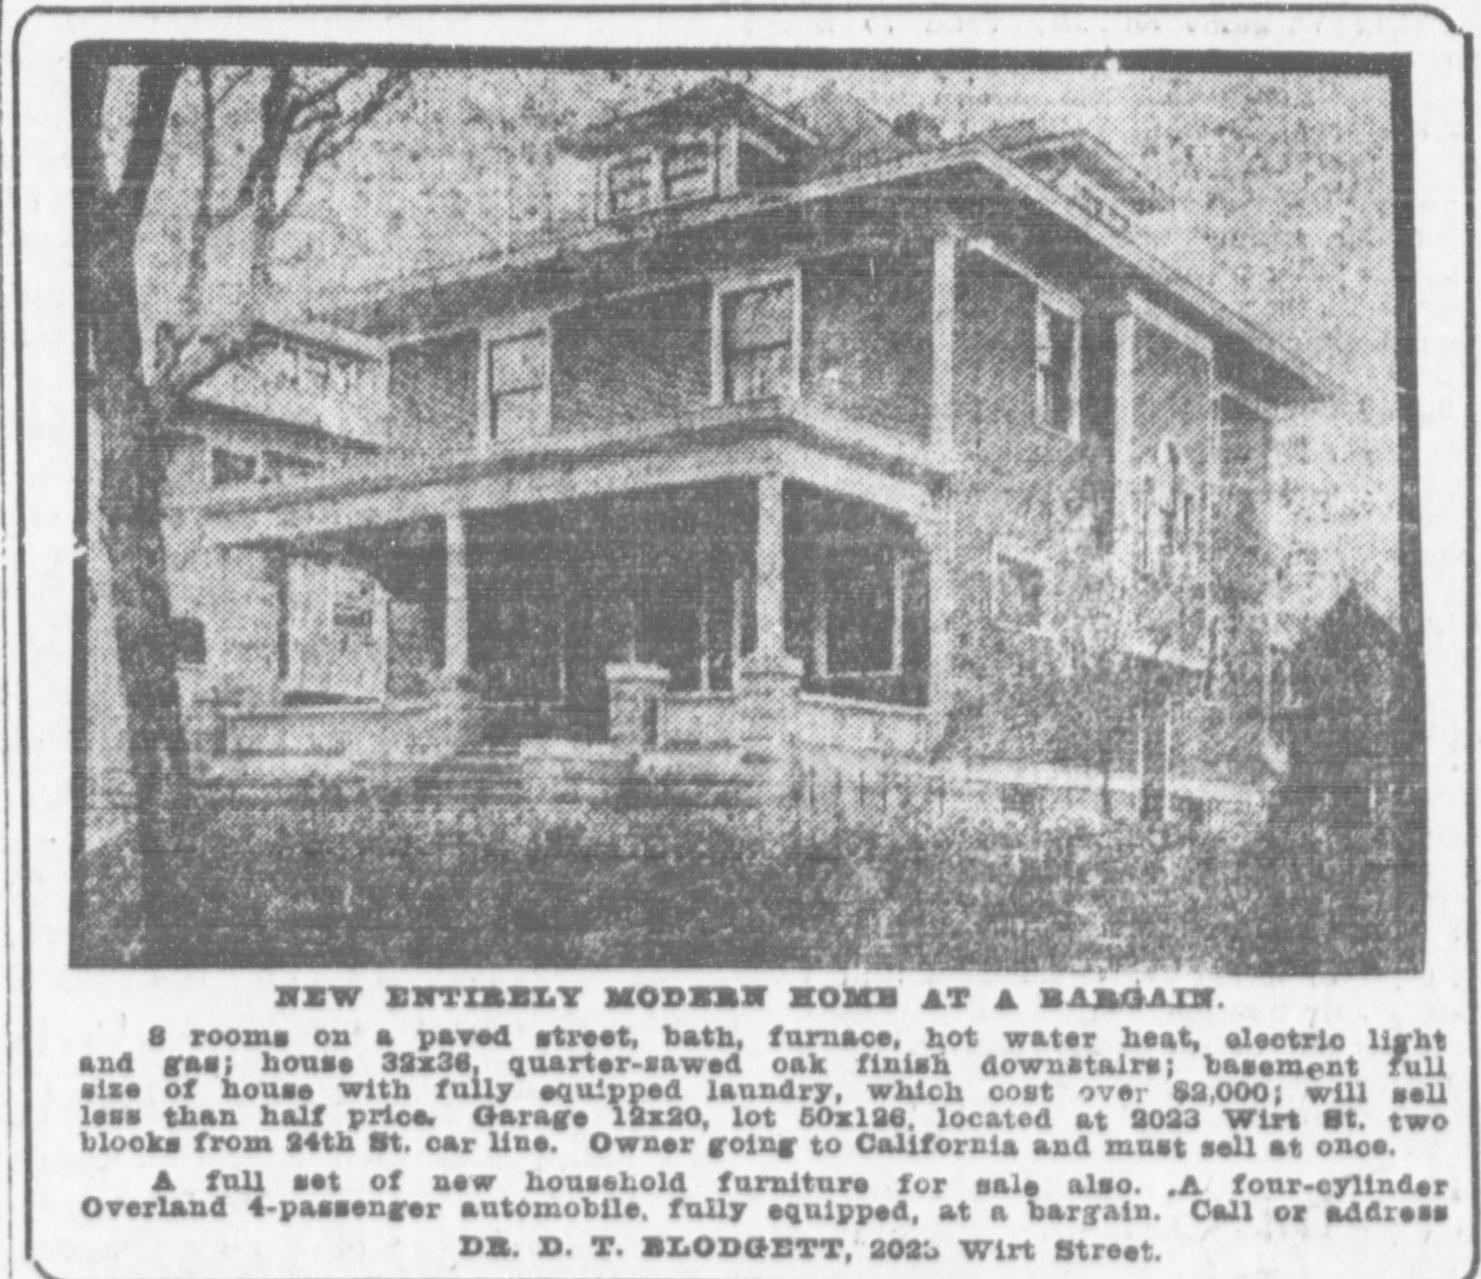 NEW ENTIRELY MODERN HOME AT A BARGAIN.
8 rooms on a paved street, bath, furnace, hot water heat, electric light
and gas; house 32x36, quarter-sawed oak finish downstairs; basement full
size of house with fully equipped laundry, which cost over $2,000; will sell
less than half price. Garage 12x20, lot 50x126, located at 2023 Wirt St. two
blocks from 24th St. car line. Owner going to California and must sell at once.
A full set of new household furniture for sale also. .A four-cylinder
Overland 4-passenger automobile, fully equipped, at a bargain. Call or address
DR. D. T. BLODGETT, 2023 Wirt Street.